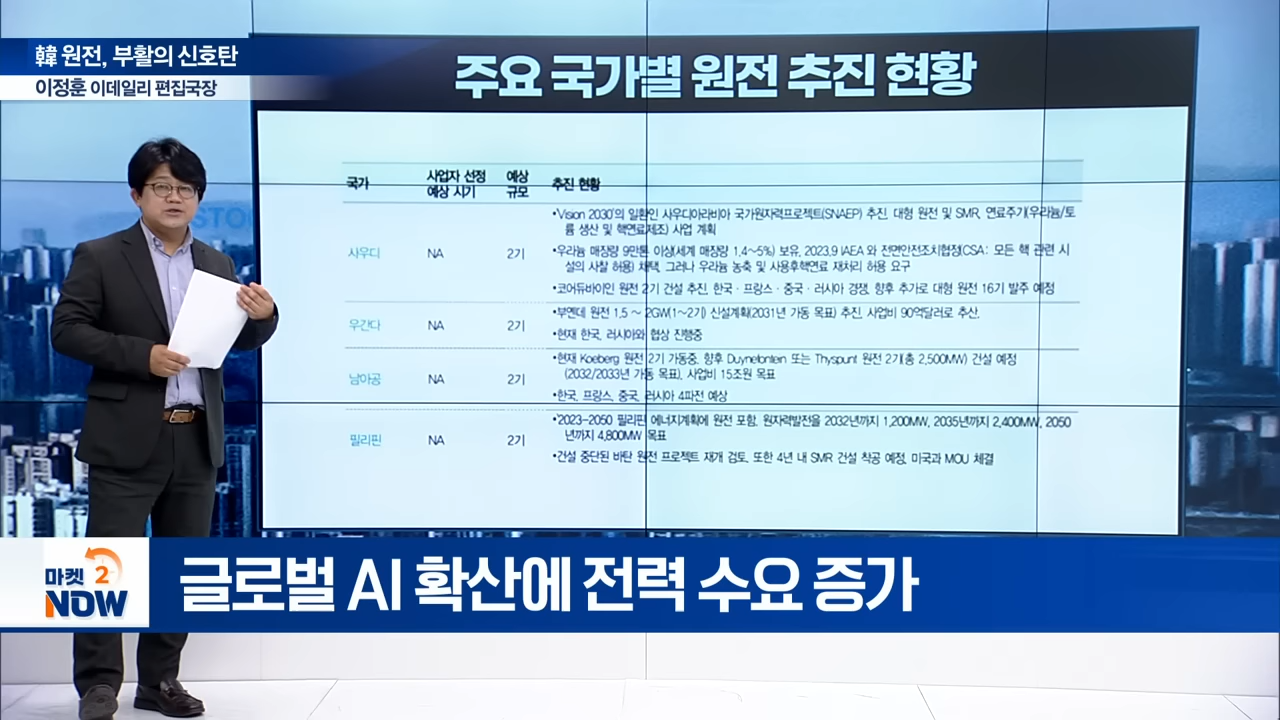 韓 원전, 부활의 신호탄
이정훈 이데일리 편집국장
주요 국가별 원전 추진 현황
국가 사업자 선정 예상 시기 예상 규모 추진 현황
사우디 NA 2기
•'Vision 2030'의 일환인 사우디아라비아 국가원자력프로젝트(SNAEP) 추진. 대형 원전 및 SMR, 연료주기(우라늄/토
륨 생산 및 핵연료제조) 사업 계획
•우라늄 매장량 9만톤 이상(세계 매장량 1.4~5%) 보유, 2023.9 IAEA 와 전면안전조치협정(CSA: 모든 핵 관련 시
설의 사찰 허용) 채택, 그러나 우라늄 농축 및 사용후핵연료 재처리 허용 요구
•코어듀바이인 원전 2기 건설 추진. 한국·프랑스·중국·러시아 경쟁. 향후 추가로 대형 원전 16기 발주 예정
우간다 NA 2기
•부옌데 원전 1.5 ~ 2GW(1~2기) 신설계획(2031년 가동 목표) 추진. 사업비 90억달러로 추산.
•현재 한국, 러시아와 협상 진행중
남아공 NA 2기
•현재 Koeberg 원전 2기 가동중. 향후 Duynefontein 또는 Thyspunt 원전 2기(총 2,500MW) 건설 예정
(2032/2033년 가동 목표). 사업비 15조원 목표
•한국, 프랑스, 중국, 러시아 4파전 예상
필리핀 NA 2기
•'2023-2050 필리핀 에너지계획에 원전 포함. 원자력발전을 2032년까지 1,200MW, 2035년까지 2,400MW, 2050
년까지 4,800MW 목표
•건설 중단된 바탄 원전 프로젝트 재개 검토. 또한 4년 내 SMR 건설 착공 예정. 미국과 MOU 체결
마켓 2
NOW
글로벌 AI 확산에 전력 수요 증가